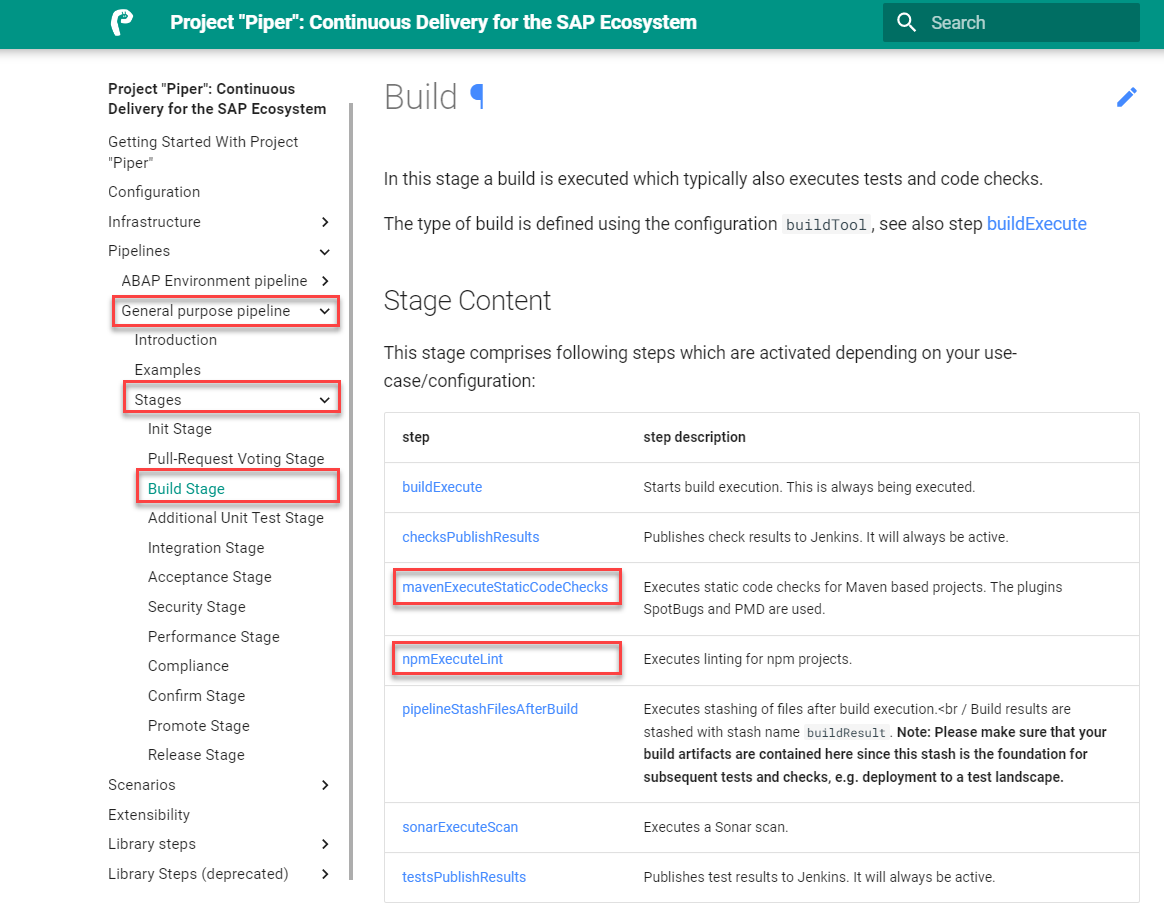 Project "Piper": Continuous Delivery for the SAP Ecosystem
Search
Project "Piper": Continuous
Delivery for the SAP Ecosystem
Getting Started With Project
"Piper"
Configuration
Infrastructure
Pipelines
ABAP Environment pipeline
General purpose pipeline
Introduction
Examples
Stages
Init Stage
Pull-Request Voting Stage
Build Stage
Additional Unit Test Stage
Integration Stage
Acceptance Stage
Security Stage
Performance Stage
Compliance
Confirm Stage
Promote Stage
Release Stage
Scenarios
Extensibility
Library steps
Library Steps (deprecated)
Build ¶
In this stage a build is executed which typically also executes tests and code checks.
The type of build is defined using the configuration buildTool, see also step buildExecute
Stage Content
This stage comprises following steps which are activated depending on your use-
case/configuration:
step step description
buildExecute Starts build execution. This is always being executed.
checksPublishResults Publishes check results to Jenkins. It will always be active.
mavenExecuteStaticCodeChecks Executes static code checks for Maven based projects. The plugins
SpotBugs and PMD are used.
npmExecuteLint Executes linting for npm projects.
pipelineStashFilesAfterBuild Executes stashing of files after build execution.<br / Build results are
stashed with stash name buildResult. Note: Please make sure that your
build artifacts are contained here since this stash is the foundation for
subsequent tests and checks, e.g. deployment to a test landscape.
sonarExecuteScan Executes a Sonar scan.
testsPublishResults Publishes test results to Jenkins. It will always be active.